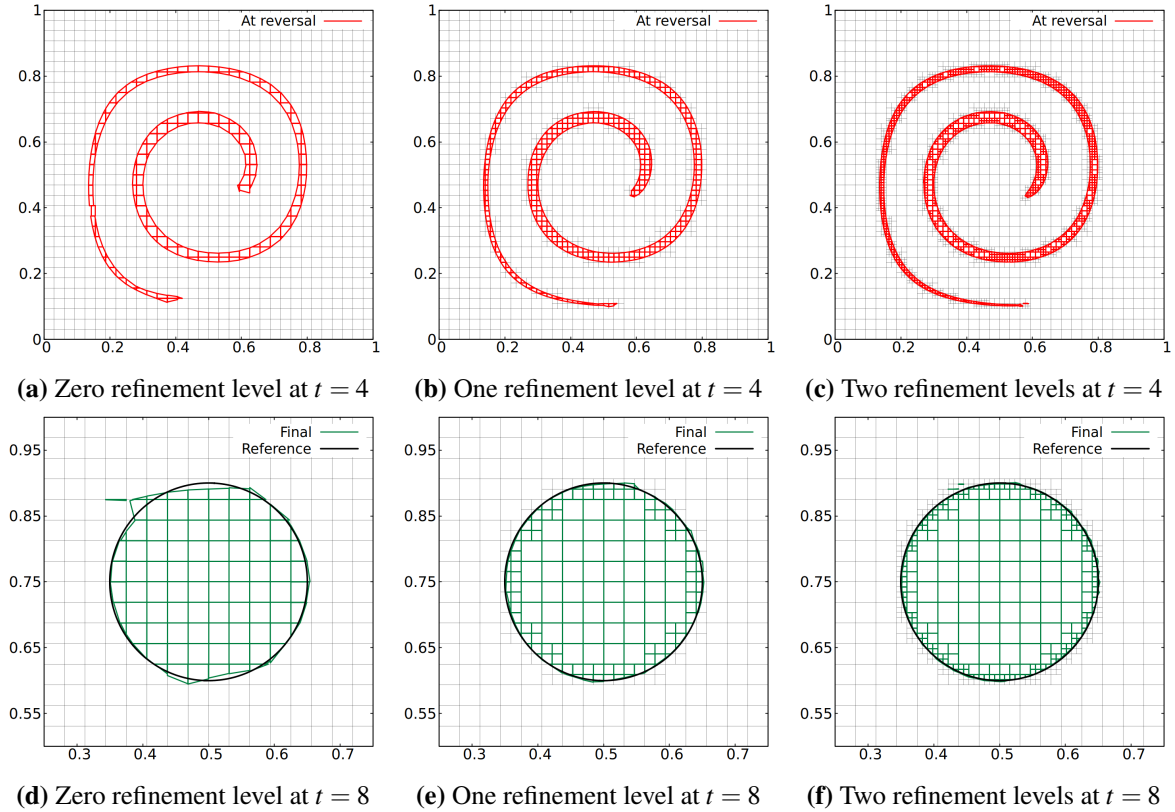 At reversal
1
0.8
0.6
0.4
0.2
0
0 0.2 0.4 0.6 0.8 1
(a) Zero refinement level at t = 4
At reversal
1
0.8
0.6
0.4
0.2
0
0 0.2 0.4 0.6 0.8 1
(b) One refinement level at t = 4
At reversal
1
0.8
0.6
0.4
0.2
0
0 0.2 0.4 0.6 0.8 1
(c) Two refinement levels at t = 4
Final
Reference
0.95
0.85
0.75
0.65
0.55
0.3 0.4 0.5 0.6 0.7
(d) Zero refinement level at t = 8
Final
Reference
0.95
0.85
0.75
0.65
0.55
0.3 0.4 0.5 0.6 0.7
(e) One refinement level at t = 8
Final
Reference
0.95
0.85
0.75
0.65
0.55
0.3 0.4 0.5 0.6 0.7
(f) Two refinement levels at t = 8